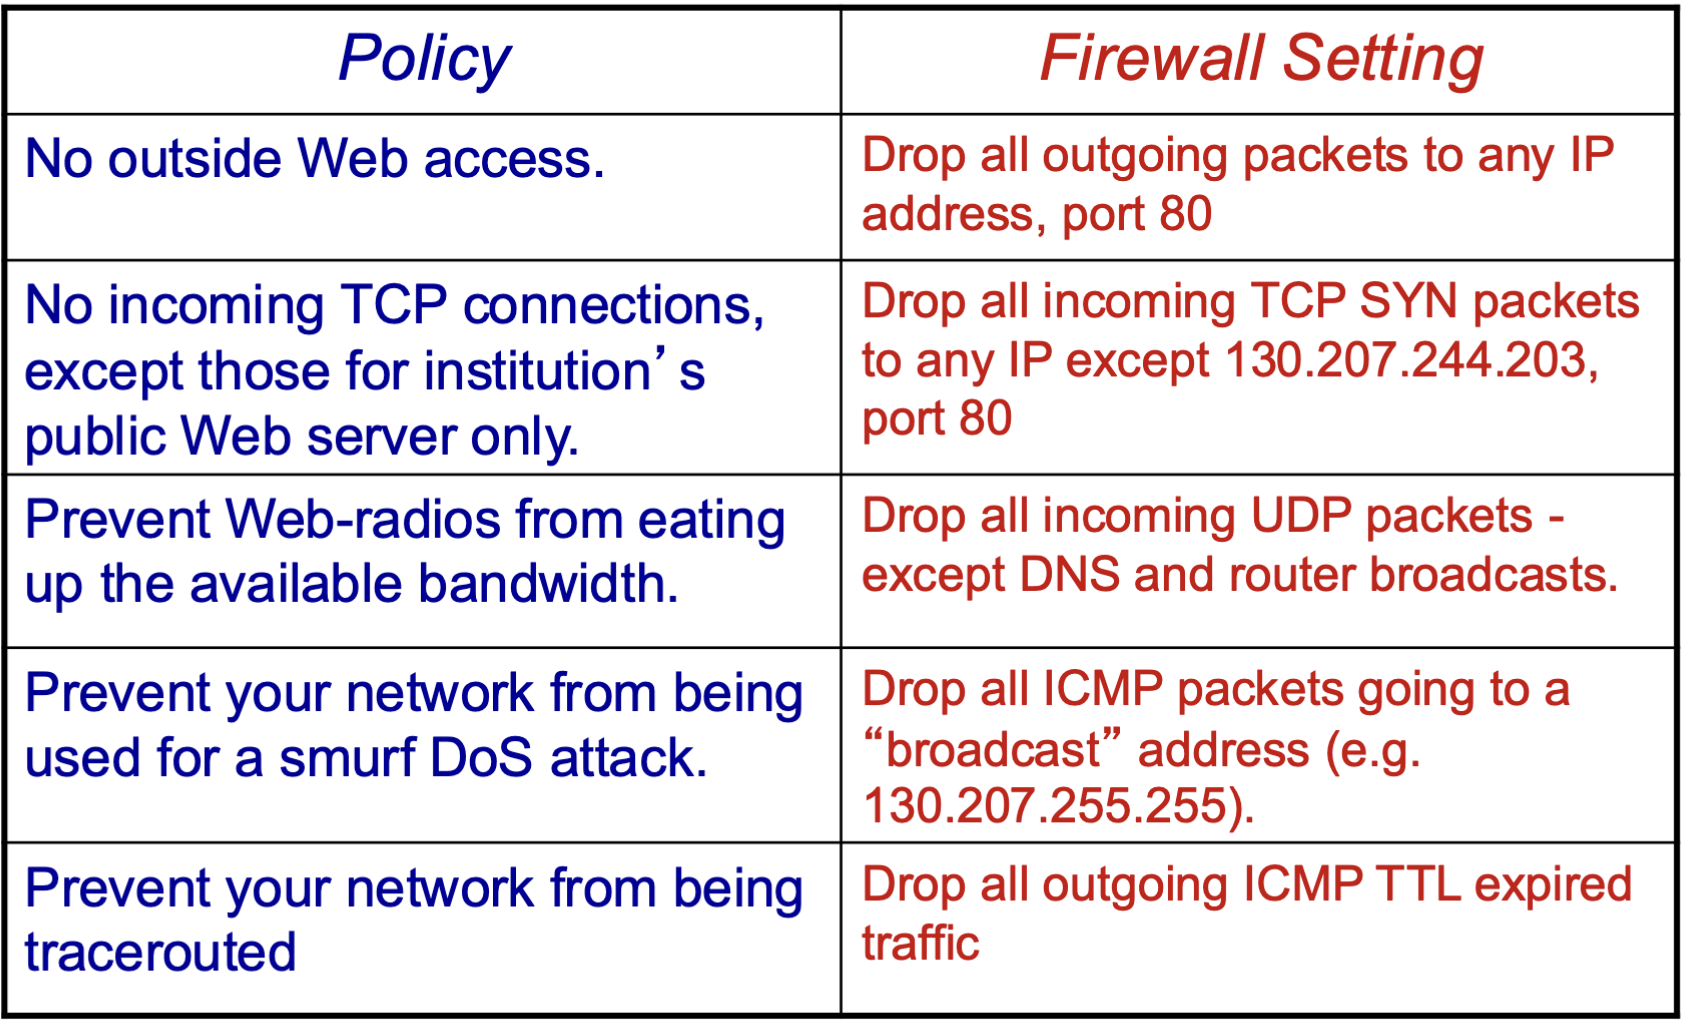 Policy
Firewall Setting
No outside Web access.
Drop all outgoing packets to any IP
address, port 80
No incoming TCP connections,
except those for institution’s
public Web server only.
Drop all incoming TCP SYN packets
to any IP except 130.207.244.203,
port 80
Prevent Web-radios from eating
up the available bandwidth.
Drop all incoming UDP packets -
except DNS and router broadcasts.
Prevent your network from being
used for a smurf DoS attack.
Drop all ICMP packets going to a
“broadcast” address (e.g.
130.207.255.255).
Prevent your network from being
tracerouted
Drop all outgoing ICMP TTL expired
traffic